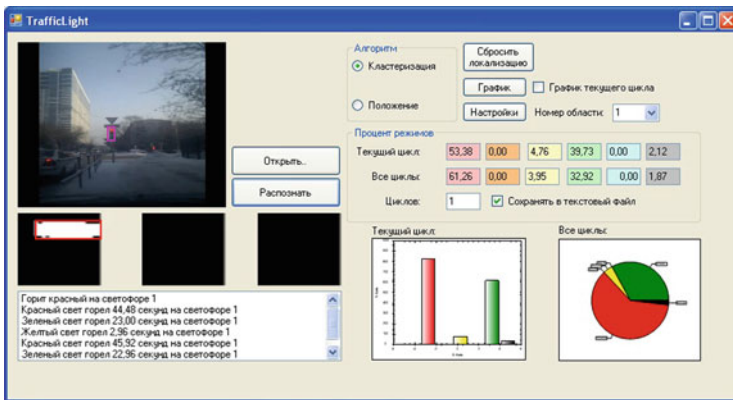 TrafficLight
Алгоритм
Кластеризация
Положение
Сбросить локализацию
График
График текущего цикла
Настройки
Номер области:
1
Открыть..
Распознать
Процент режимов
Текущий цикл:
53,38 0,00 4,76 39,73 0,00 2,12
Все циклы:
61,26 0,00 3,95 32,92 0,00 1,87
Циклов:
1
Сохранять в текстовый файл
Текущий цикл:
Все циклы:
Горит красный на светофоре 1
Красный свет горел 44,48 секунд на светофоре 1
Зеленый свет горел 23,00 секунд на светофоре 1
Желтый свет горел 2,96 секунд на светофоре 1
Красный свет горел 45,92 секунд на светофоре 1
Зеленый свет горел 22,96 секунд на светофоре 1